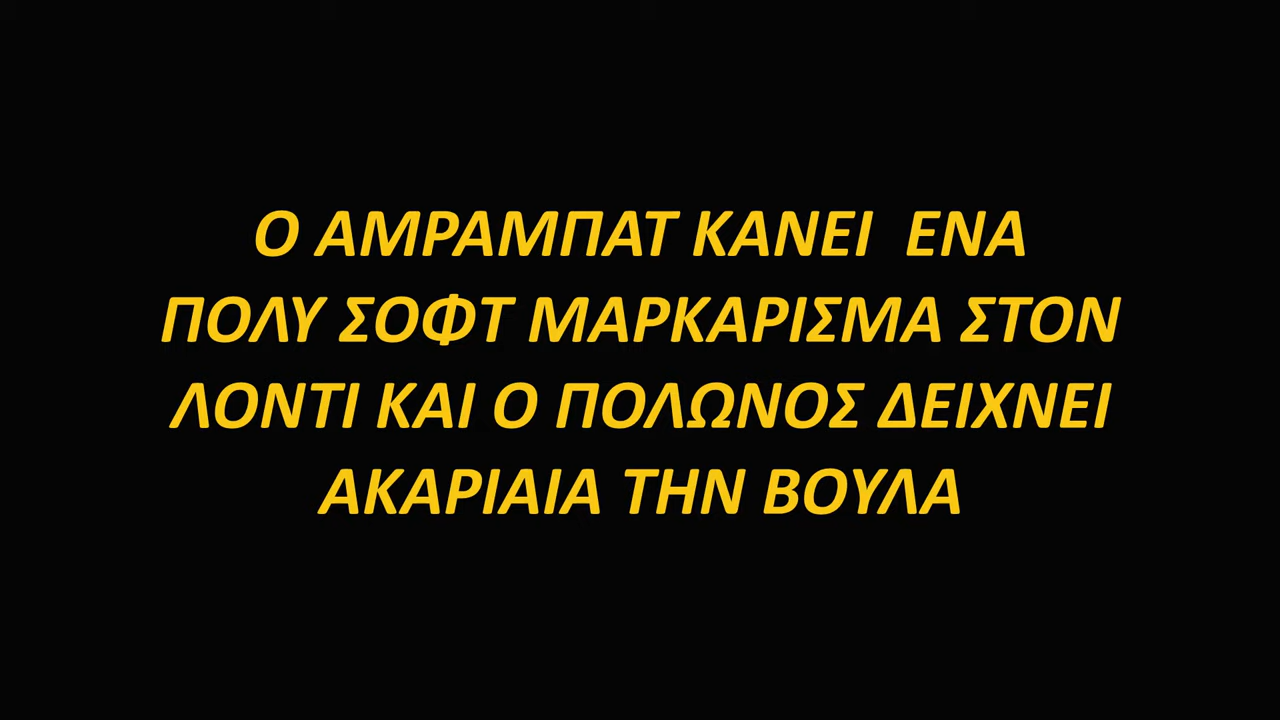 Ο ΑΜΡΑΜΠΑΤ ΚΑΝΕΙ  ΕΝΑ
ΠΟΛΥ ΣΟΦΤ ΜΑΡΚΑΡΙΣΜΑ ΣΤΟΝ
ΛΟΝΤΙ ΚΑΙ Ο ΠΟΛΩΝΟΣ ΔΕΙΧΝΕΙ
ΑΚΑΡΙΑΙΑ ΤΗΝ ΒΟΥΛΑ